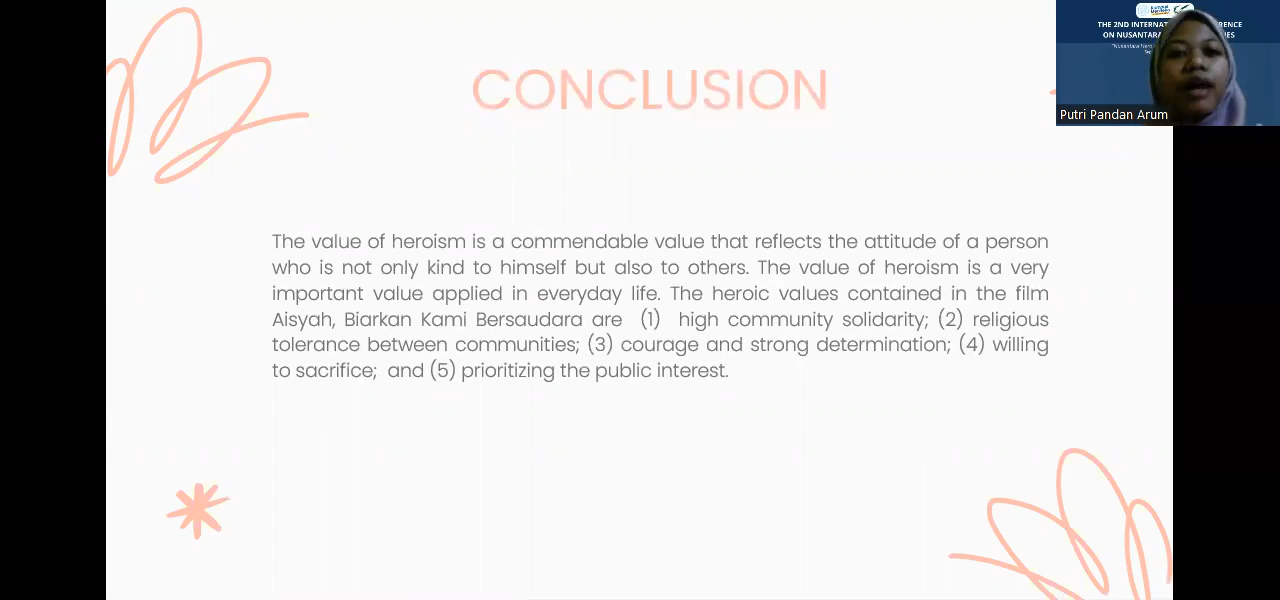 CONCLUSION
THE 2ND INTERNAT
RENCE
ON NUSANTARA
IES
Putri Pandan Arum
The value of heroism is a commendable value that reflects the attitude of a person
who is not only kind to himself but also to others. The value of heroism is a very
important value applied in everyday life. The heroic values contained in the film
Aisyah, Biarkan Kami Bersaudara are (1) high community solidarity; (2) religious
tolerance between communities; (3) courage and strong determination; (4) willing
to sacrifice; and (5) prioritizing the public interest.